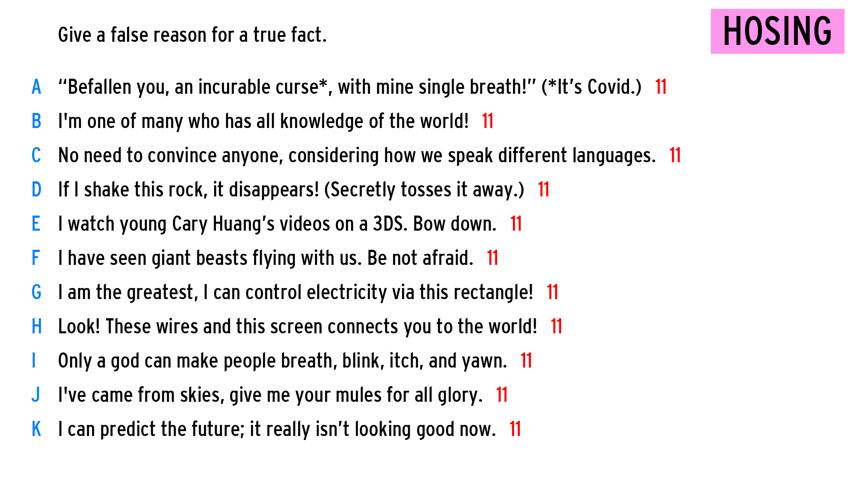 Give a false reason for a true fact.
HOSING
A “Befallen you, an incurable curse*, with mine single breath!” (*It’s Covid.) 11
B I'm one of many who has all knowledge of the world! 11
C No need to convince anyone, considering how we speak different languages. 11
D If I shake this rock, it disappears! (Secretly tosses it away.) 11
E I watch young Cary Huang’s videos on a 3DS. Bow down. 11
F I have seen giant beasts flying with us. Be not afraid. 11
G I am the greatest, I can control electricity via this rectangle! 11
H Look! These wires and this screen connects you to the world! 11
I Only a god can make people breath, blink, itch, and yawn. 11
J I've came from skies, give me your mules for all glory. 11
K I can predict the future; it really isn’t looking good now. 11